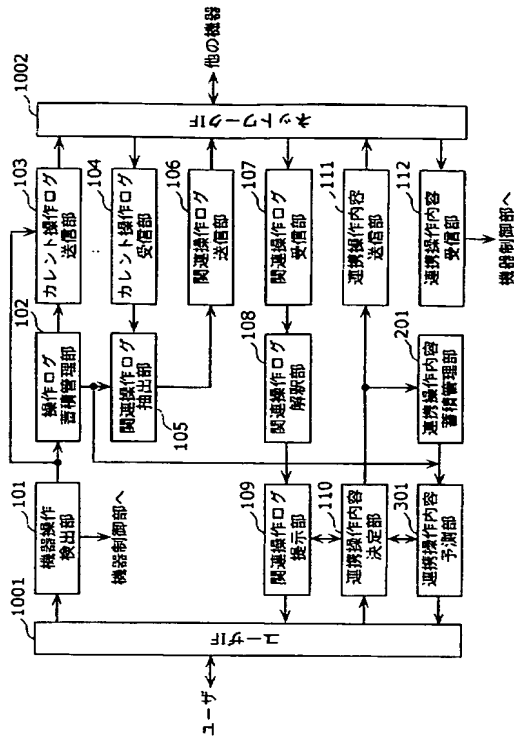 1001
ユーザIF
ユーザ
101
機器操作
検出部
機器制御部へ
102
操作ログ
蓄積管理部
103
カレント操作ログ
送信部
104
カレント操作ログ
受信部
関連操作ログ
抽出部
105
106
関連操作ログ
送信部
107
関連操作ログ
受信部
108
関連操作ログ
解釈部
109
関連操作ログ
提示部
110
連携操作内容
決定部
111
連携操作内容
送信部
112
連携操作内容
受信部
機器制御部へ
201
連携操作内容
蓄積管理部
301
連携操作内容
予測部
1002
ネットワークIF
他の機器